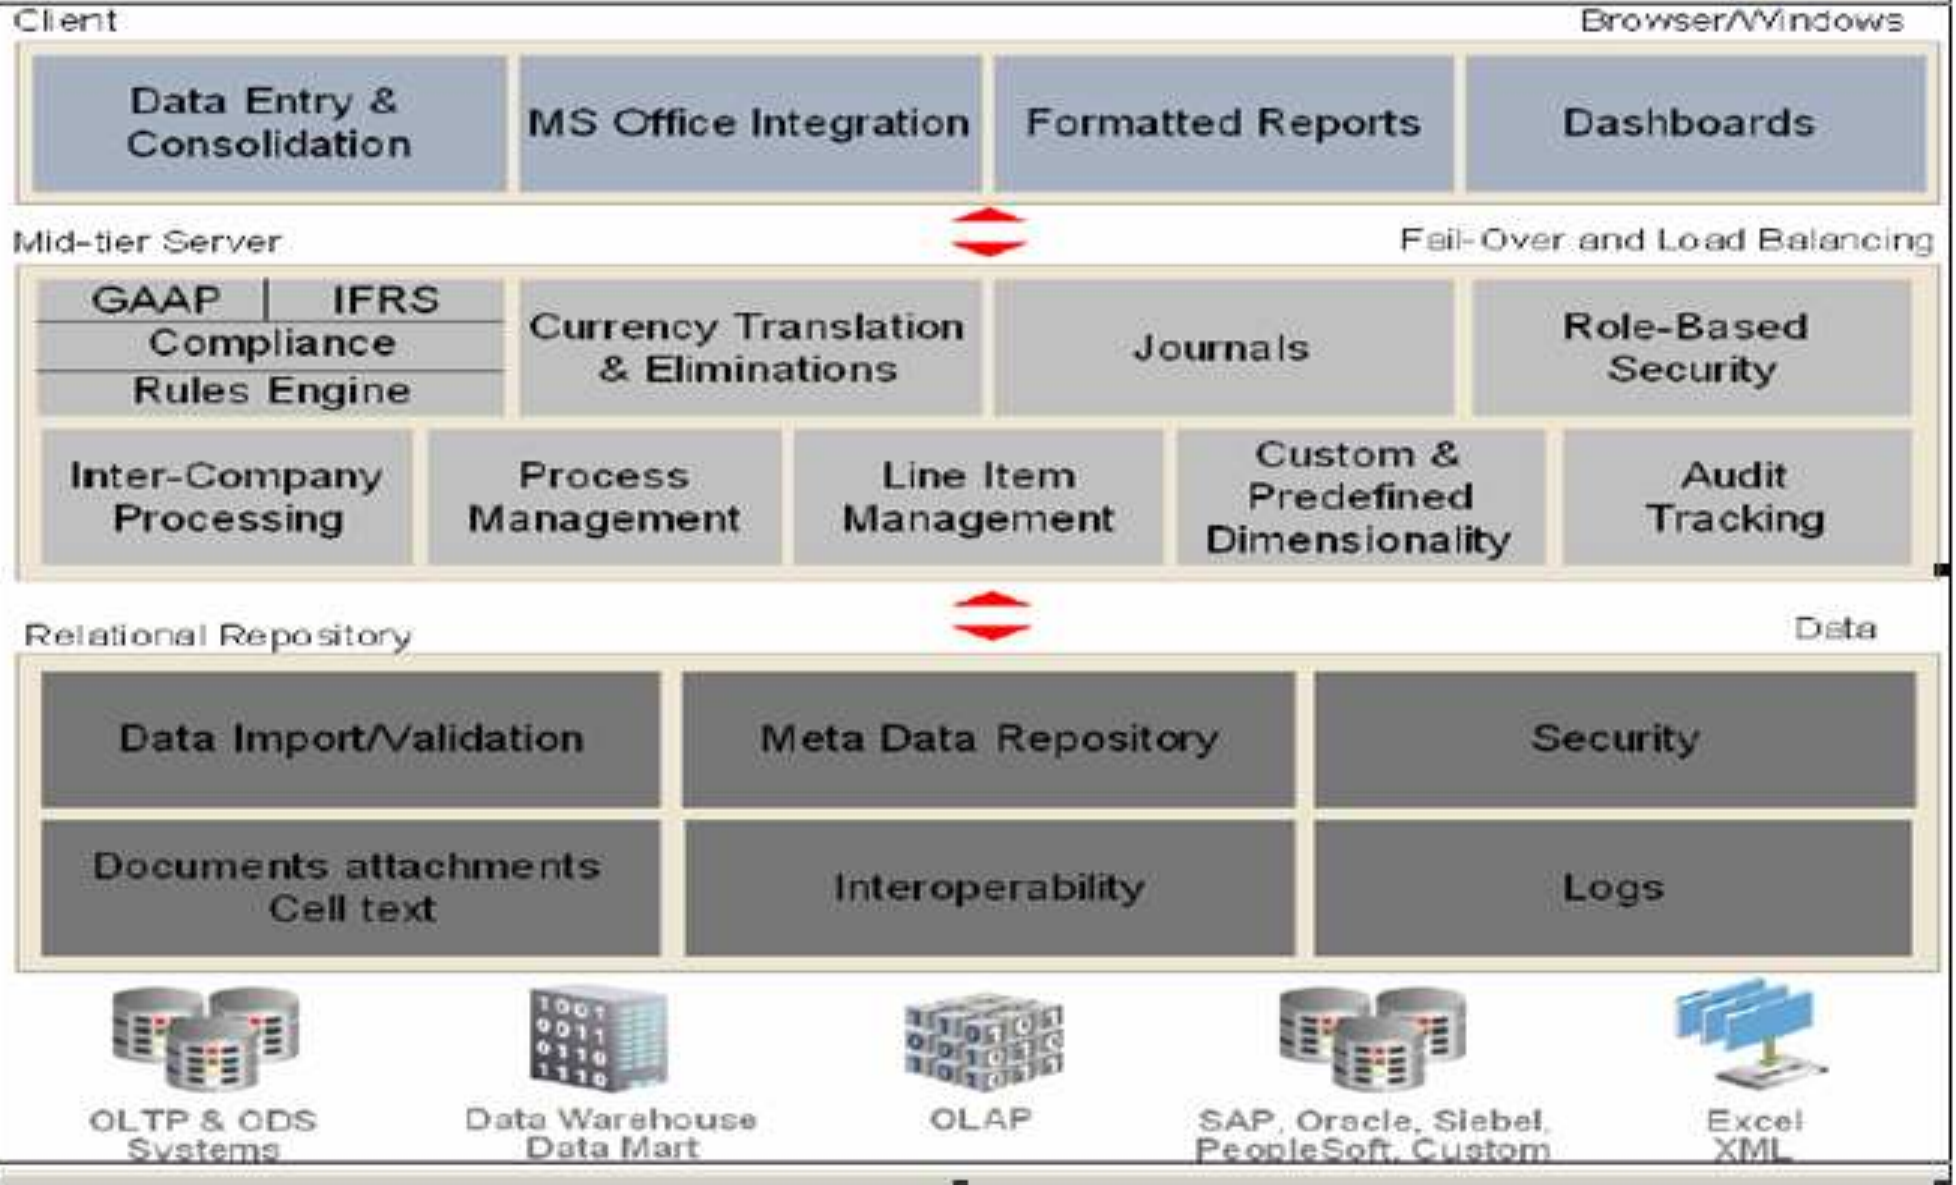 Client
Browser/Windows
Data Entry &
Consolidation
MS Office Integration
Formatted Reports
Dashboards
Mid-tier Server
Fail-Over and Load Balancing
GAAP
IFRS
Compliance
Rules Engine
Currency Translation
& Eliminations
Journals
Role-Based
Security
Inter-Company
Processing
Process
Management
Line Item
Management
Custom &
Predefined
Dimensionality
Audit
Tracking
Relational Repository
Data
Data Import/Validation
Meta Data Repository
Security
Documents attachments
Cell text
Interoperability
Logs
1001
0011
0110
1110
OLTP & ODS
Systems
Data Warehouse
Data Mart
OLAP
SAP, Oracle, Siebel,
PeopleSoft, Custom
Excel
XML